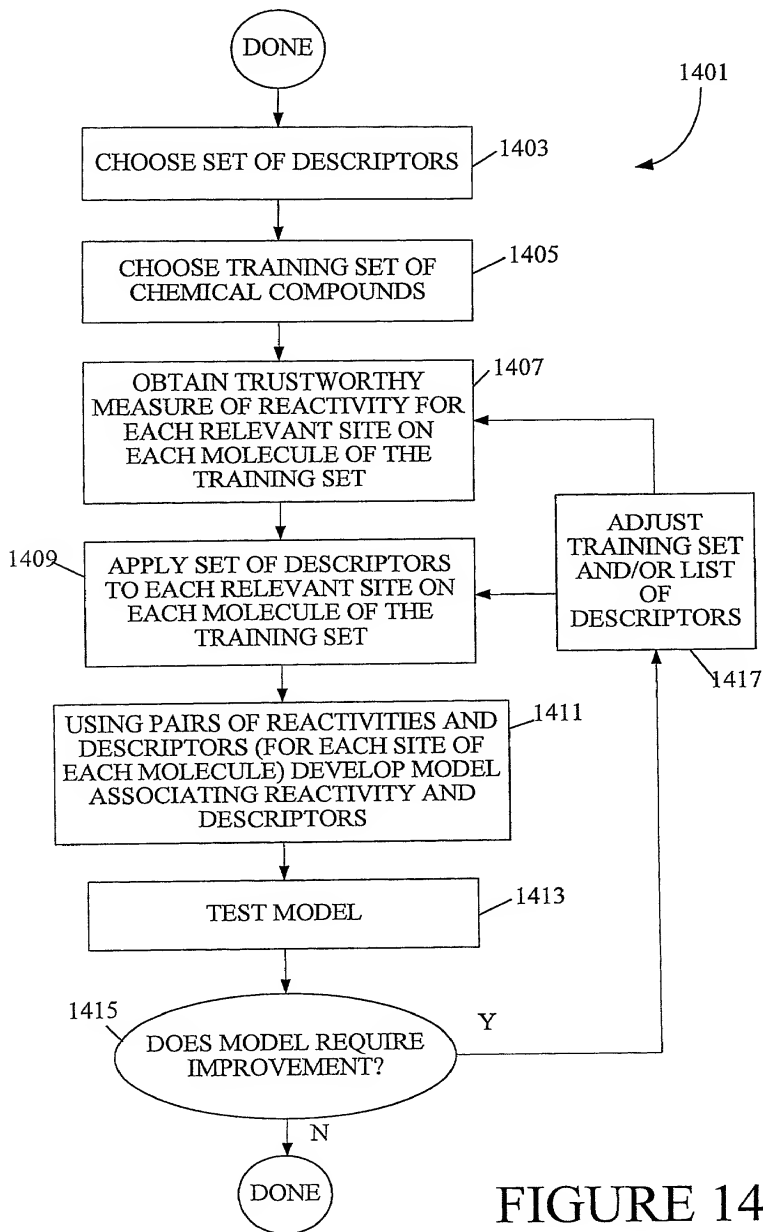 DONE
1401
CHOOSE SET OF DESCRIPTORS
1403
CHOOSE TRAINING SET OF
CHEMICAL COMPOUNDS
1405
OBTAIN TRUSTWORTHY
MEASURE OF REACTIVITY FOR
EACH RELEVANT SITE ON
EACH MOLECULE OF THE
TRAINING SET
1407
1409
APPLY SET OF DESCRIPTORS
TO EACH RELEVANT SITE ON
EACH MOLECULE OF THE
TRAINING SET
ADJUST
TRAINING SET
AND/OR LIST
OF
DESCRIPTORS
1417
USING PAIRS OF REACTIVITIES AND
DESCRIPTORS (FOR EACH SITE OF
EACH MOLECULE) DEVELOP MODEL
ASSOCIATING REACTIVITY AND
DESCRIPTORS
1411
TEST MODEL
1413
1415
DOES MODEL REQUIRE
IMPROVEMENT?
Y
N
DONE
FIGURE 14